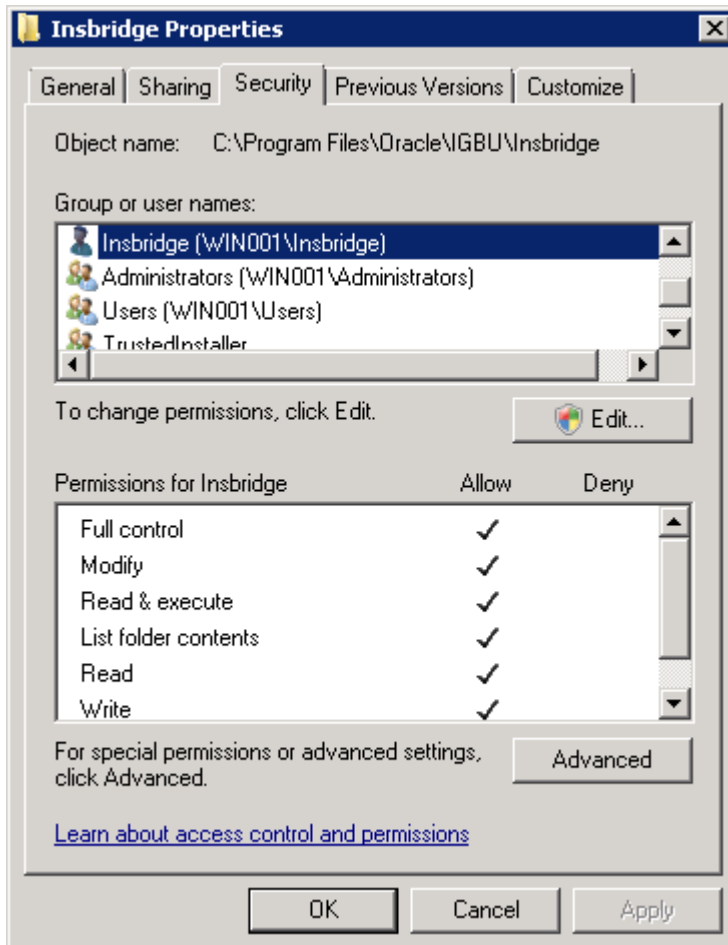 Insbridge Properties
General Sharing Security Previous Versions Customize
Object name: C:\Program Files\Oracle\IGBU\Insbridge
Group or user names:
Insbridge (WIN001\Insbridge)
Administrators (WIN001\Administrators)
Users (WIN001\Users)
TrustedInstaller
To change permissions, click Edit.
Edit...
Permissions for Insbridge Allow Deny
Full control
Modify
Read & execute
List folder contents
Read
Write
For special permissions or advanced settings,
click Advanced.
Advanced
Learn about access control and permissions
OK Cancel Apply